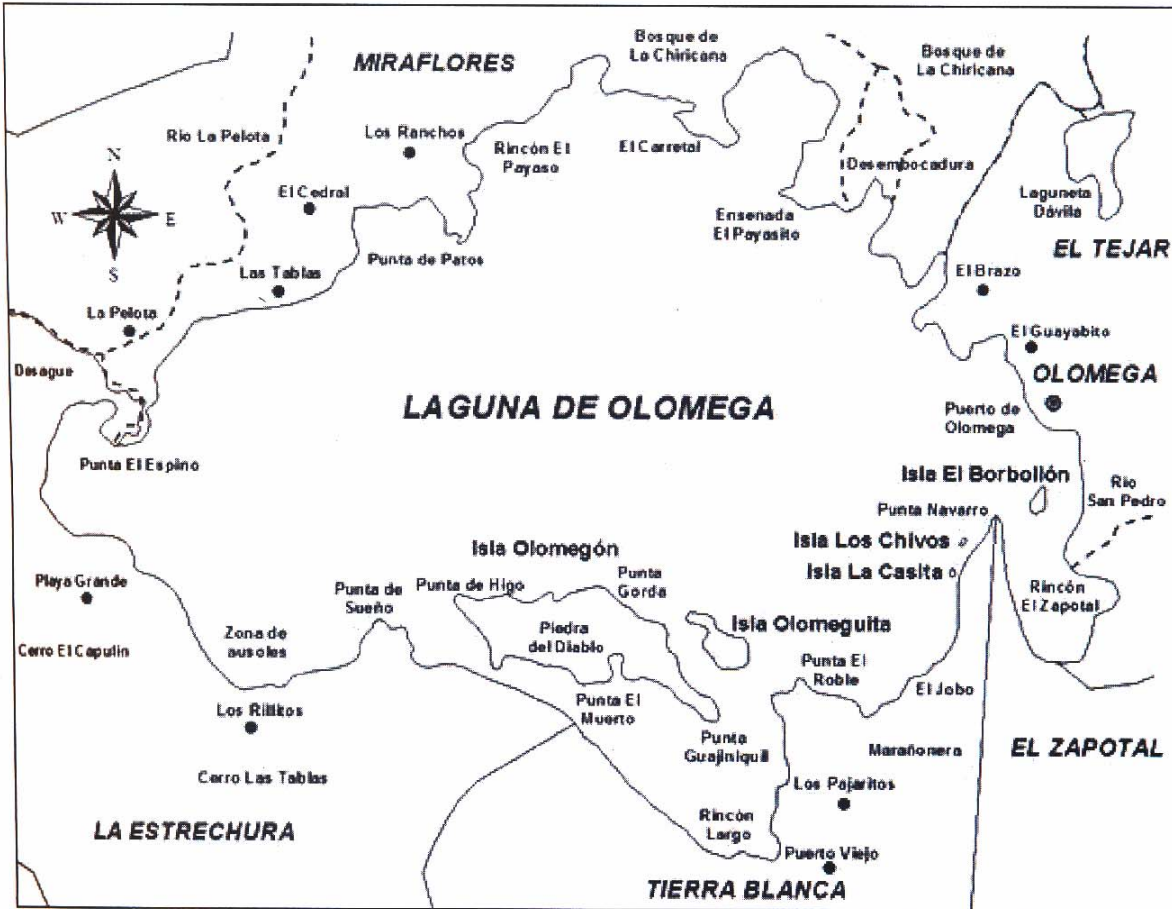 Bosque de
La Chiricana
MIRAFLORES
Bosque de
La Chiricana
Río La Pelota
Los Ranchos
Rincón El
Payaso
El Carretal
N
W E
S
El Cedral
Desembocadura
Laguneta
Dávila
Ensenada
El Payasito
Punta de Patos
EL TEJAR
Las Tablas
El Brazo
La Pelota
El Guayabito
Desague
OLOMEGA
LAGUNA DE OLOMEGA
Puerto de
Olomega
Punta El Espino
Isla El Borbollón
Río
San Pedro
Punta Navarro
Isla Los Chivos
Isla Olomegón
Isla La Casita
Playa Grande
Punta de
Sueño
Punta de Higo
Punta
Gorda
Rincón
El Zapotal
Isla Olomeguita
Zona de
ausoles
Piedra
del Diablo
Cerro El Capulin
Punta El
Roble
El Jobo
Los Rillitos
Punta El
Muerto
Punta
Guajiniquil
Marañonera
EL ZAPOTAL
Cerro Las Tablas
Los Pajaritos
LA ESTRECHURA
Rincón
Largo
Puerto Viejo
TIERRA BLANCA